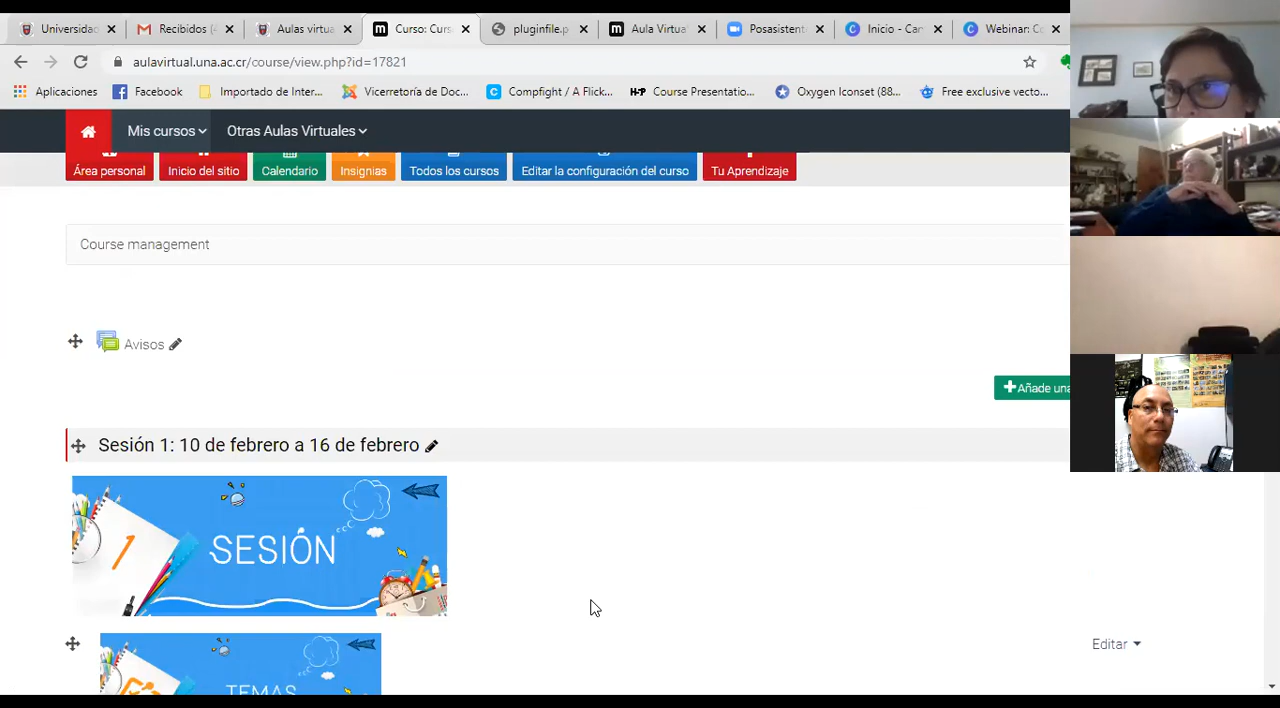 Universidad
Recibidos (4
Aulas virtua
Curso: Curs
pluginfile.p
Aula Virtua
Posasistent
Inicio - Can
Webinar: Co
aulavirtual.una.ac.cr/course/view.php?id=17821
Aplicaciones
Facebook
Importado de Inter...
Vicerretoría de Doc...
Compfight / A Flick...
H-P Course Presentatio...
Oxygen Iconset (88...
Free exclusive vecto...
Mis cursos
Otras Aulas Virtuales
Área personal
Inicio del sitio
Calendario
Insignias
Todos los cursos
Editar la configuración del curso
Tu Aprendizaje
Course management
Avisos
Añade una
Sesión 1: 10 de febrero a 16 de febrero
1
SESIÓN
Editar
TEMAS